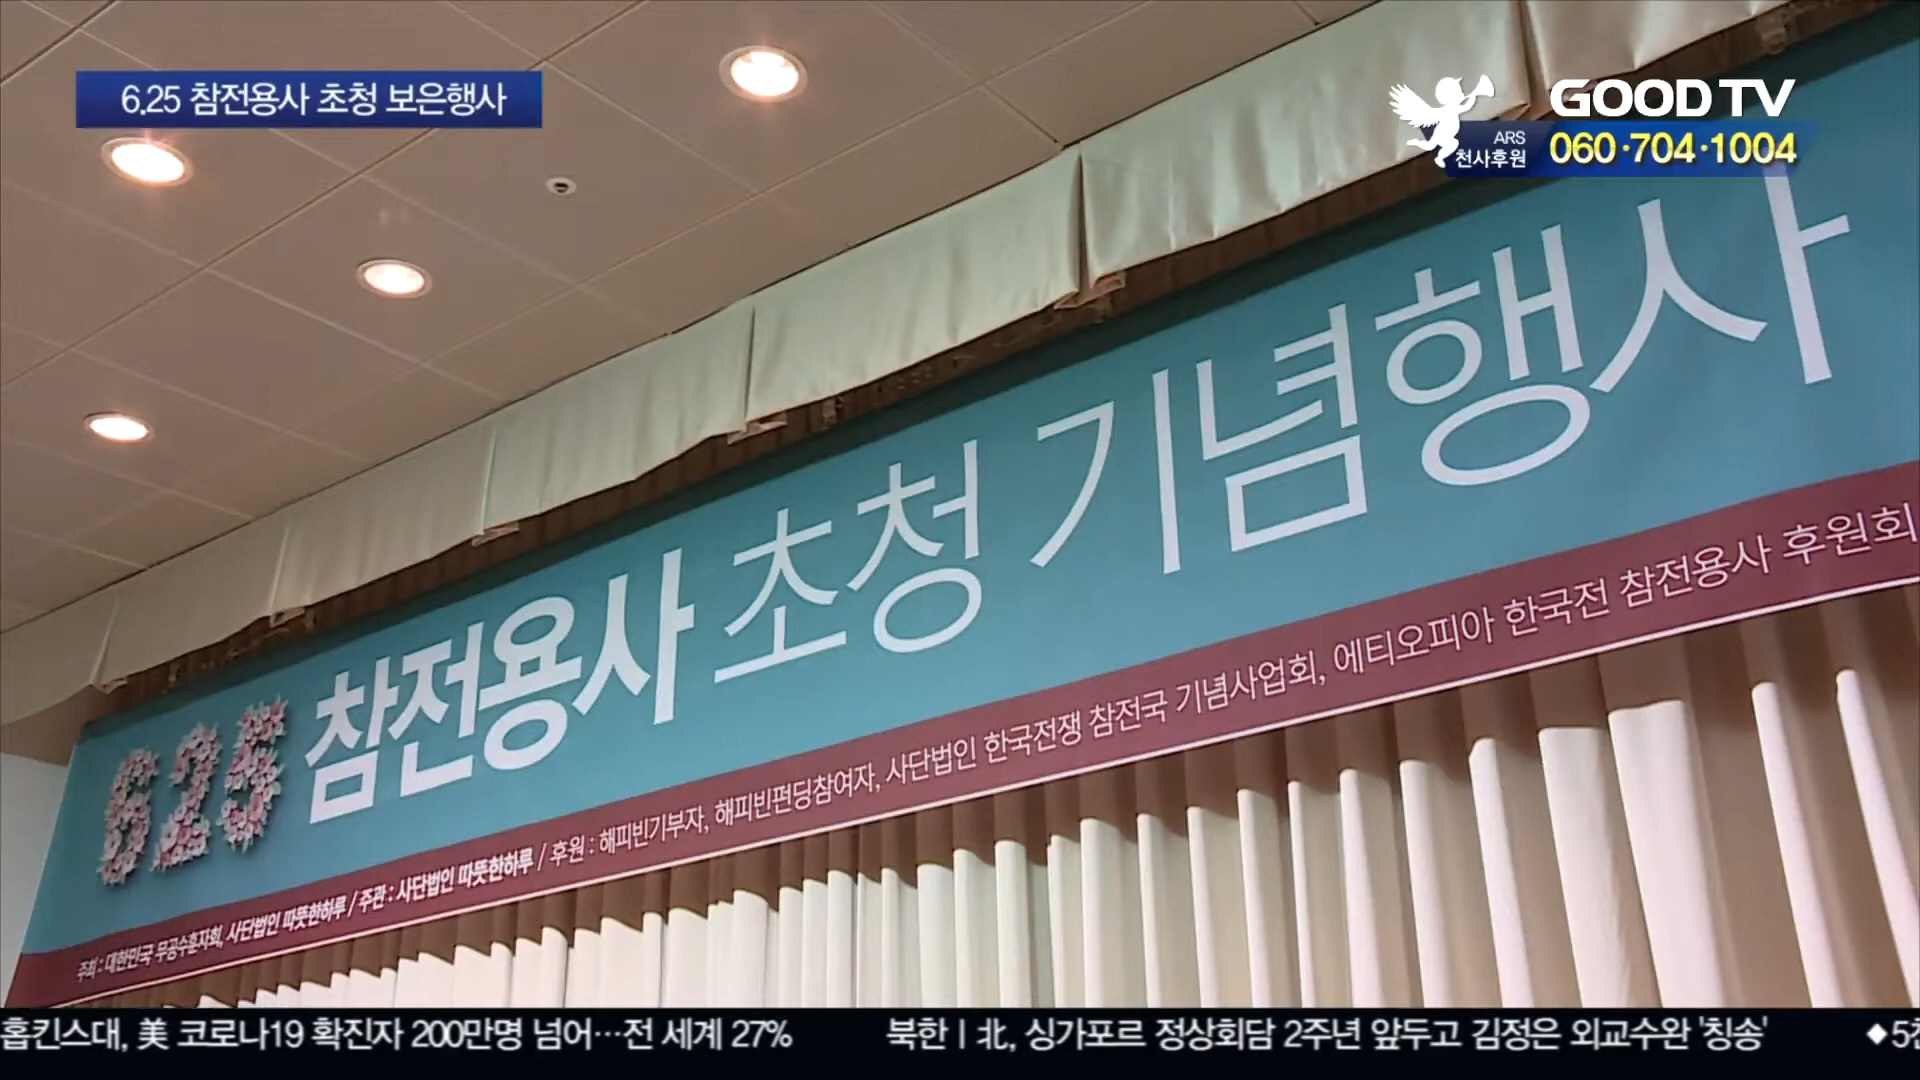 6.25 참전용사 초청 보은행사
GOODTV
ARS
천사후원
060·704·1004
625 참전용사 초청 기념행사
주최 : 대한민국 무공수훈자회, 사단법인 따뜻한하루 / 주관 : 사단법인 따뜻한하루 / 후원 : 해피빈기부자, 해피빈펀딩참여자, 사단법인 한국전쟁 참전국 기념사업회, 에티오피아 한국전 참전용사 후원회
홉킨스대, 美 코로나19 확진자 200만명 넘어…전 세계 27% 북한 | 北, 싱가포르 정상회담 2주년 앞두고 김정은 외교수완 '칭송' ◆5